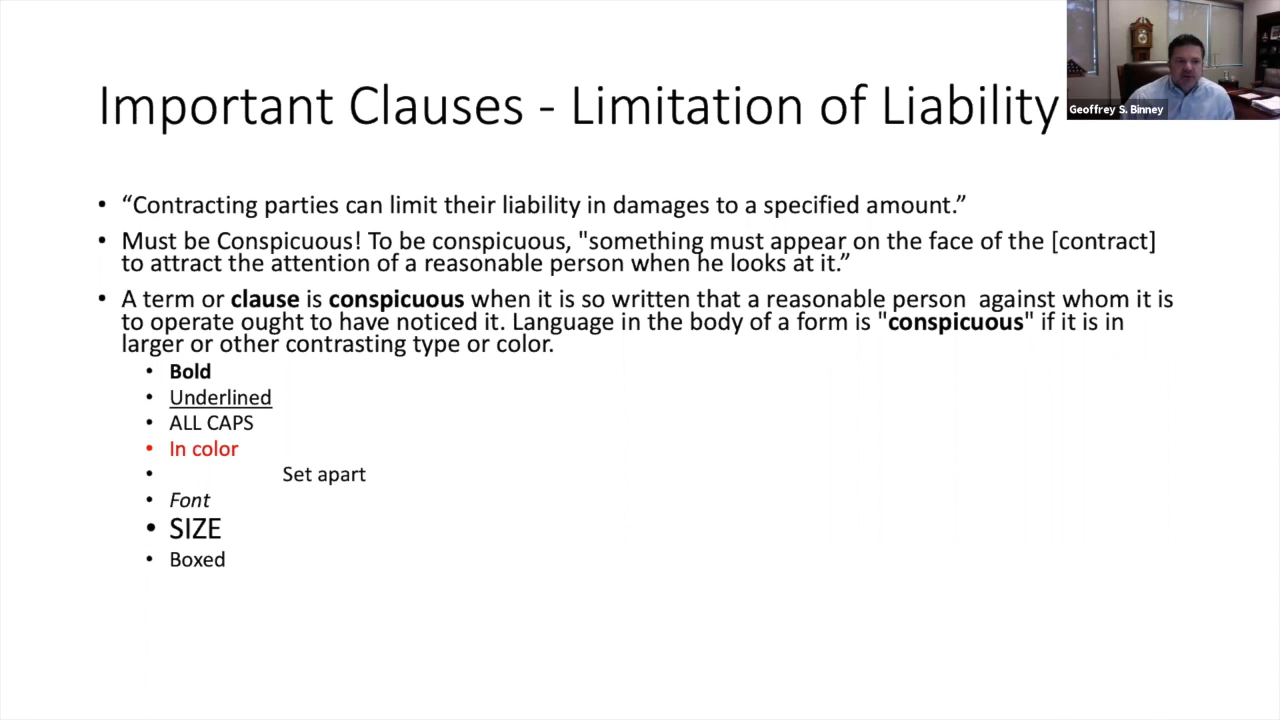 Important Clauses - Limitation of Liability
Geoffrey S. Binney
• “Contracting parties can limit their liability in damages to a specified amount.”
• Must be Conspicuous! To be conspicuous, "something must appear on the face of the [contract]
to attract the attention of a reasonable person when he looks at it.”
• A term or clause is conspicuous when it is so written that a reasonable person  against whom it is
to operate ought to have noticed it. Language in the body of a form is "conspicuous" if it is in
larger or other contrasting type or color.
• Bold
• Underlined
• ALL CAPS
• In color
• Set apart
• Font
• SIZE
• Boxed